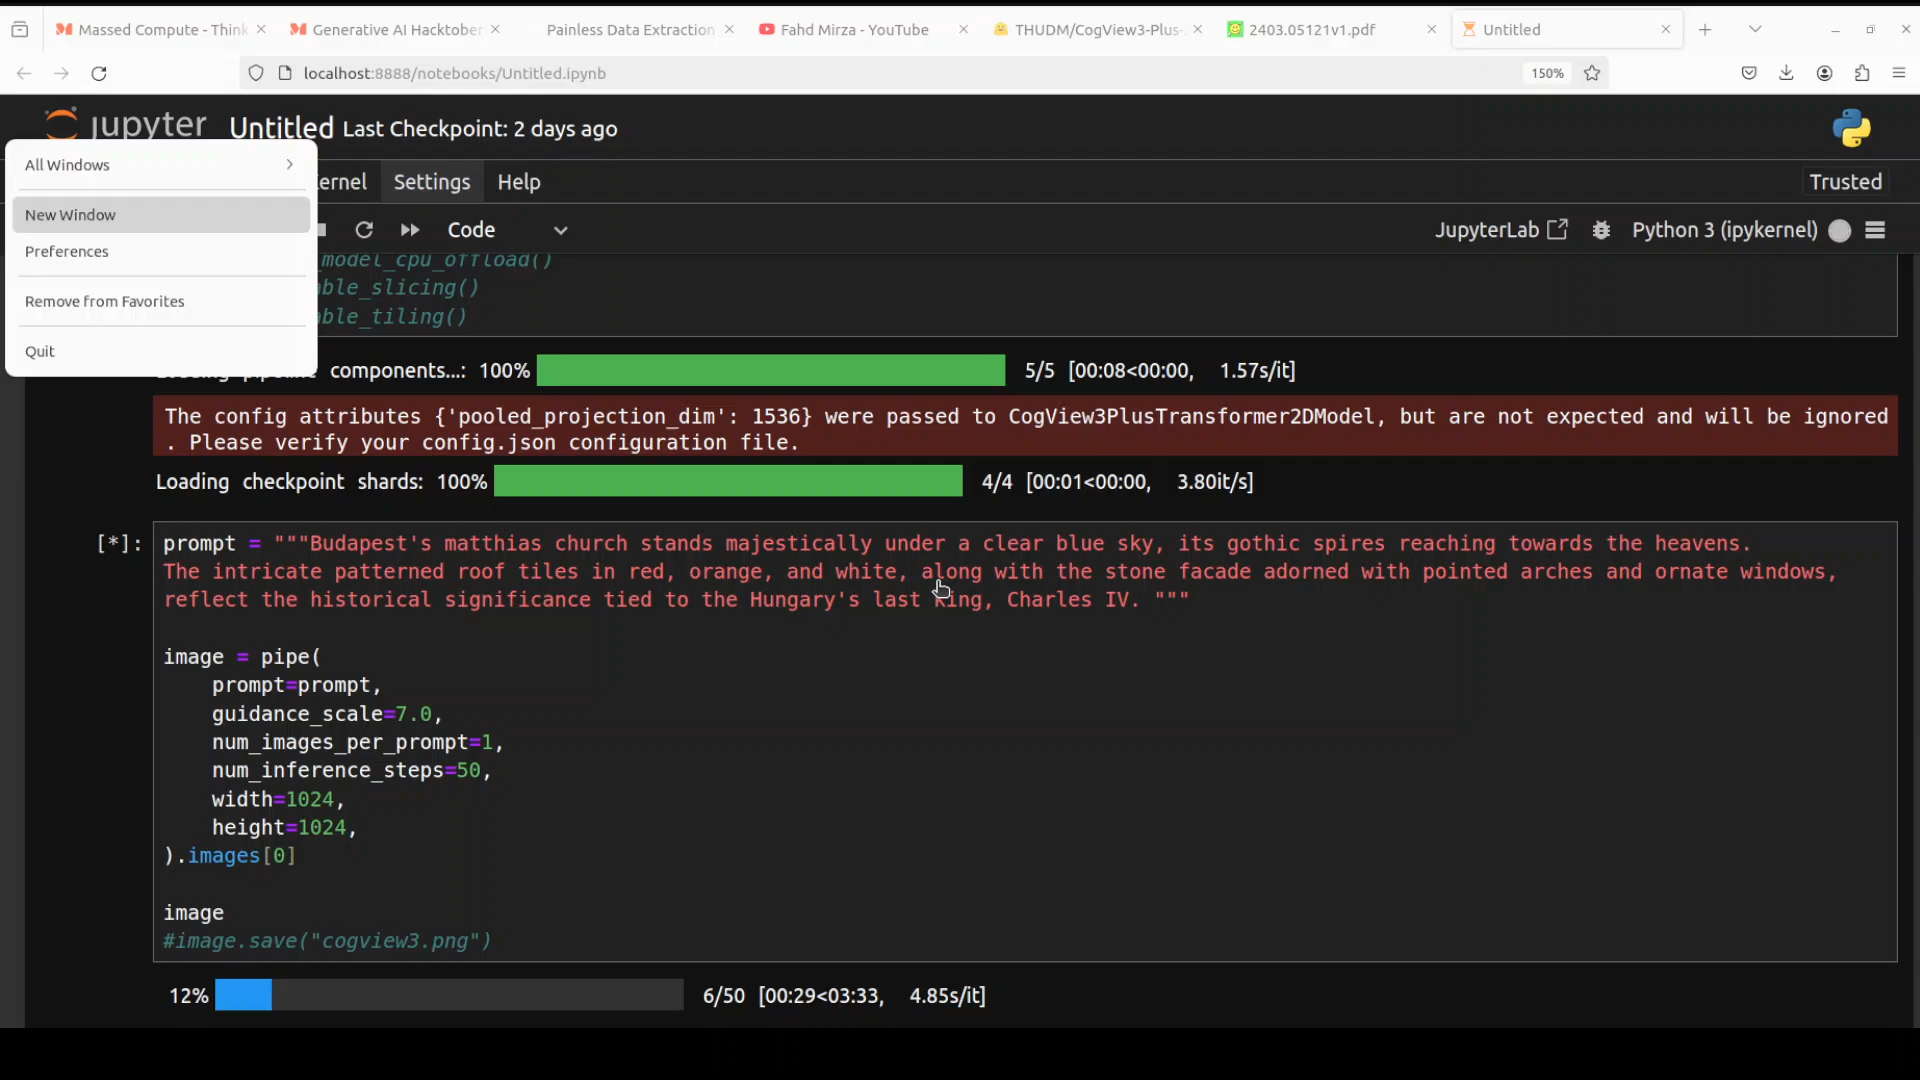 Massed Compute - Think
Generative AI Hacktober
Painless Data Extraction
Fahd Mirza - YouTube
THUDM/CogView3-Plus-
2403.05121v1.pdf
Untitled
localhost:8888/notebooks/Untitled.ipynb
150%
jupyter Untitled Last Checkpoint: 2 days ago
All Windows
ernel Settings Help
Trusted
New Window
Code
JupyterLab
Python 3 (ipykernel)
Preferences
_model_cpu_offload()
able_slicing()
Remove from Favorites
able_tiling()
Quit
components...: 100% 5/5 [00:08<00:00, 1.57s/it]
The config attributes {'pooled_projection_dim': 1536} were passed to CogView3PlusTransformer2DModel, but are not expected and will be ignored
. Please verify your config.json configuration file.
Loading checkpoint shards: 100% 4/4 [00:01<00:00, 3.80it/s]
[*]: prompt = """Budapest's matthias church stands majestically under a clear blue sky, its gothic spires reaching towards the heavens.
The intricate patterned roof tiles in red, orange, and white, along with the stone facade adorned with pointed arches and ornate windows,
reflect the historical significance tied to the Hungary's last king, Charles IV. """
image = pipe(
prompt=prompt,
guidance_scale=7.0,
num_images_per_prompt=1,
num_inference_steps=50,
width=1024,
height=1024,
).images[0]
image
#image.save("cogview3.png")
12% 6/50 [00:29<03:33, 4.85s/it]